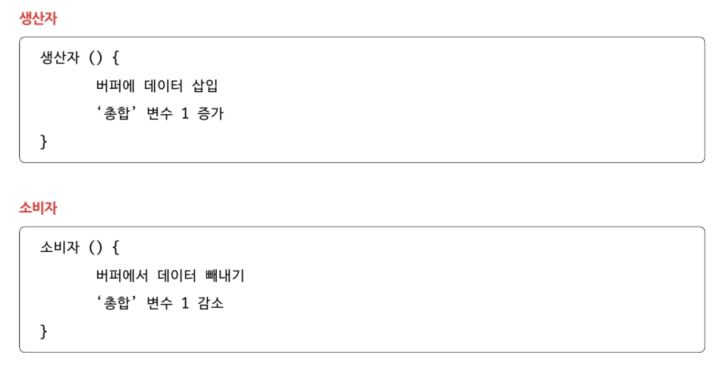 생산자
생산자 () {
버퍼에 데이터 삽입
‘총합’ 변수 1 증가
}
소비자
소비자 () {
버퍼에서 데이터 빼내기
‘총합’ 변수 1 감소
}